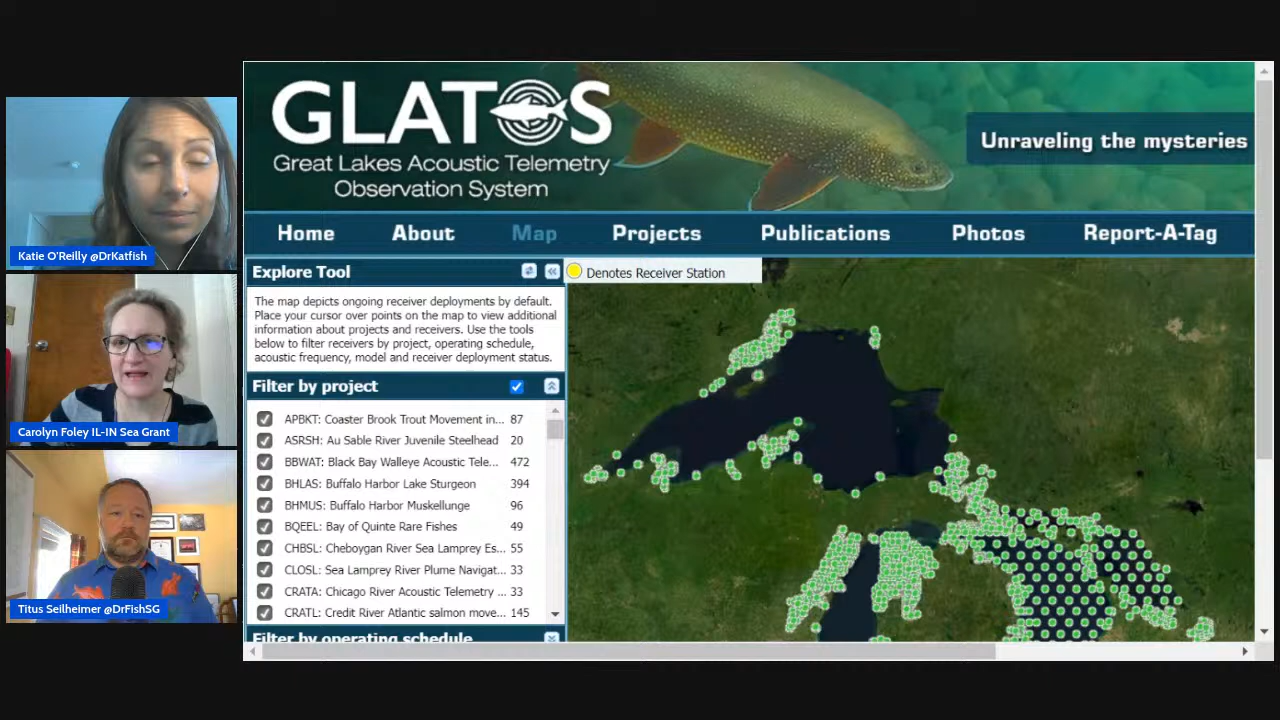 GLATOS
Great Lakes Acoustic Telemetry
Observation System
Unraveling the mysteries
Home About Map Projects Publications Photos Report-A-Tag
Explore Tool
Denotes Receiver Station
The map depicts ongoing receiver deployments by default.
Place your cursor over points on the map to view additional
information about projects and receivers. Use the tools
below to filter receivers by project, operating schedule,
acoustic frequency, model and receiver deployment status.
Filter by project
APBKT: Coaster Brook Trout Movement in... 87
ASRSH: Au Sable River Juvenile Steelhead 20
BBWAT: Black Bay Walleye Acoustic Tele... 472
BHLAS: Buffalo Harbor Lake Sturgeon 394
BHMUS: Buffalo Harbor Muskellunge 96
BQEEL: Bay of Quinte Rare Fishes 49
CHBSL: Cheboygan River Sea Lamprey Es... 55
CLOSL: Sea Lamprey River Plume Navigat... 33
CRATA: Chicago River Acoustic Telemetry ... 33
CRATL: Credit River Atlantic salmon move... 145
Filter by operating schedule
Katie O'Reilly @DrKatfish
Carolyn Foley IL-IN Sea Grant
Titus Seilheimer @DrFishSG